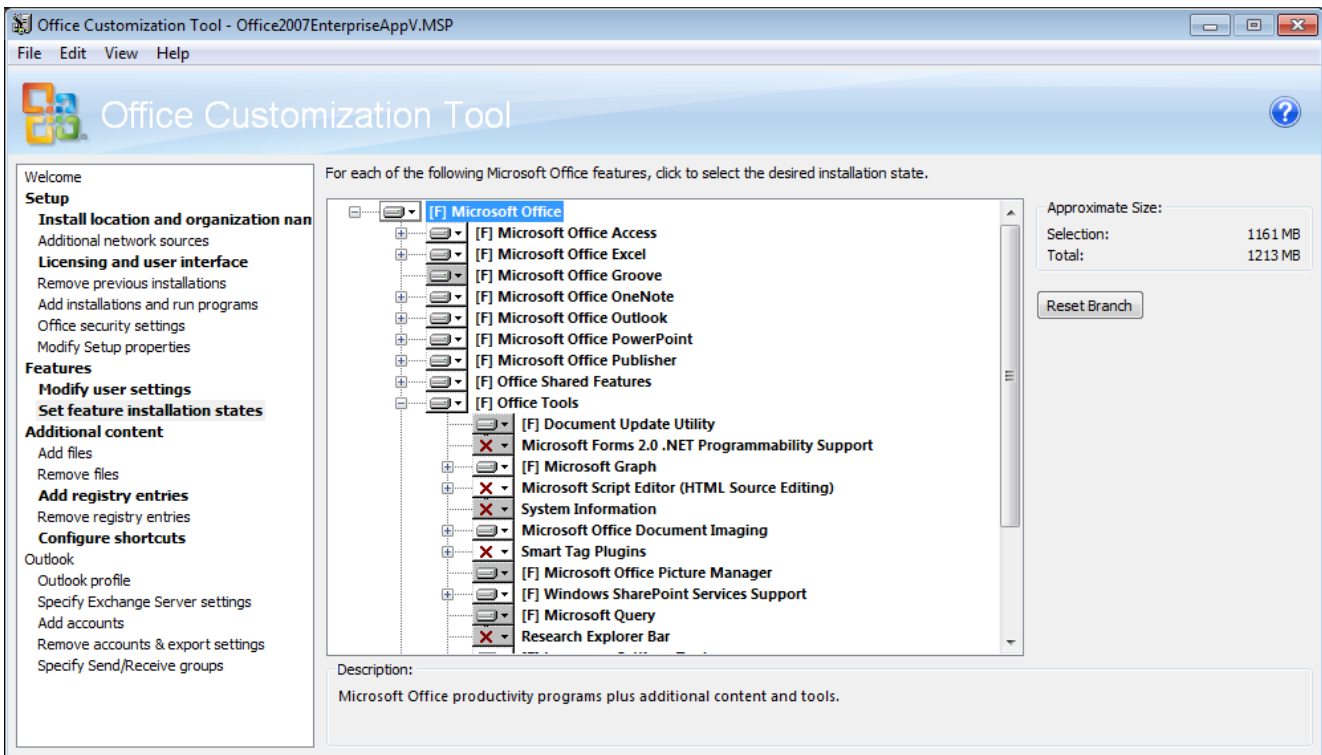 Office Customization Tool - Office2007EnterpriseAppV.MSP
File Edit View Help
Office Customization Tool
Welcome
Setup
Install location and organization nan
Additional network sources
Licensing and user interface
Remove previous installations
Add installations and run programs
Office security settings
Modify Setup properties
Features
Modify user settings
Set feature installation states
Additional content
Add files
Remove files
Add registry entries
Remove registry entries
Configure shortcuts
Outlook
Outlook profile
Specify Exchange Server settings
Add accounts
Remove accounts & export settings
Specify Send/Receive groups
For each of the following Microsoft Office features, click to select the desired installation state.
[F] Microsoft Office
[F] Microsoft Office Access
[F] Microsoft Office Excel
[F] Microsoft Office Groove
[F] Microsoft Office OneNote
[F] Microsoft Office Outlook
[F] Microsoft Office PowerPoint
[F] Microsoft Office Publisher
[F] Office Shared Features
[F] Office Tools
[F] Document Update Utility
Microsoft Forms 2.0 .NET Programmability Support
[F] Microsoft Graph
Microsoft Script Editor (HTML Source Editing)
System Information
Microsoft Office Document Imaging
Smart Tag Plugins
[F] Microsoft Office Picture Manager
[F] Windows SharePoint Services Support
[F] Microsoft Query
Research Explorer Bar
Approximate Size:
Selection: 1161 MB
Total: 1213 MB
Reset Branch
Description:
Microsoft Office productivity programs plus additional content and tools.